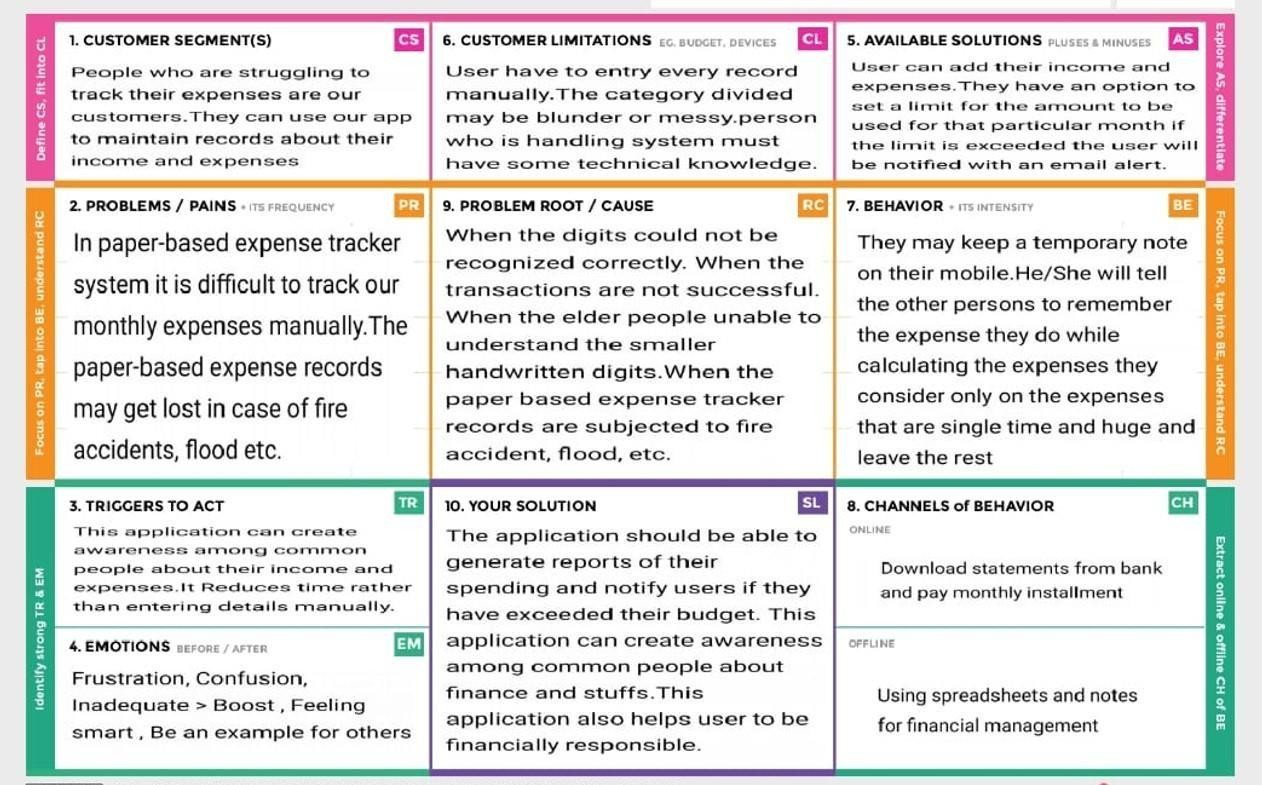 Define CS, fit into CL
1. CUSTOMER SEGMENT(S) CS
People who are struggling to
track their expenses are our
customers.They can use our app
to maintain records about their
income and expenses
6. CUSTOMER LIMITATIONS EG. BUDGET, DEVICES CL
User have to entry every record
manually.The category divided
may be blunder or messy.person
who is handling system must
have some technical knowledge.
5. AVAILABLE SOLUTIONS PLUSES & MINUSES AS
User can add their income and
expenses.They have an option to
set a limit for the amount to be
used for that particular month if
the limit is exceeded the user will
be notified with an email alert.
Explore AS, differentiate
Focus on PR, tap into BE, understand RC
2. PROBLEMS / PAINS + ITS FREQUENCY PR
In paper-based expense tracker
system it is difficult to track our
monthly expenses manually.The
paper-based expense records
may get lost in case of fire
accidents, flood etc.
9. PROBLEM ROOT / CAUSE RC
When the digits could not be
recognized correctly. When the
transactions are not successful.
When the elder people unable to
understand the smaller
handwritten digits.When the
paper based expense tracker
records are subjected to fire
accident, flood, etc.
7. BEHAVIOR + ITS INTENSITY BE
They may keep a temporary note
on their mobile.He/She will tell
the other persons to remember
the expense they do while
calculating the expenses they
consider only on the expenses
that are single time and huge and
leave the rest
Focus on PR, tap into BE, understand RC
Identify strong TR & EM
3. TRIGGERS TO ACT TR
This application can create
awareness among common
people about their income and
expenses.It Reduces time rather
than entering details manually.
4. EMOTIONS BEFORE / AFTER EM
Frustration, Confusion,
Inadequate > Boost , Feeling
smart , Be an example for others
10. YOUR SOLUTION SL
The application should be able to
generate reports of their
spending and notify users if they
have exceeded their budget. This
application can create awareness
among common people about
finance and stuffs.This
application also helps user to be
financially responsible.
8. CHANNELS of BEHAVIOR CH
ONLINE
Download statements from bank
and pay monthly installment
OFFLINE
Using spreadsheets and notes
for financial management
Extract online & offline CH of BE